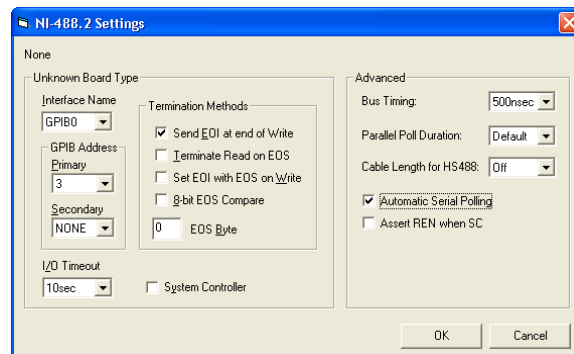 NI-488.2 Settings
None
Unknown Board Type
Interface Name
GPIB0
GPIB Address
Primary
3
Secondary
NONE
I/O Timeout
10sec
Termination Methods
Send EOI at end of Write
Terminate Read on EOS
Set EOI with EOS on Write
8-bit EOS Compare
0 EOS Byte
System Controller
Advanced
Bus Timing: 500nsec
Parallel Poll Duration: Default
Cable Length for HS488: Off
Automatic Serial Polling
Assert REN when SC
OK Cancel